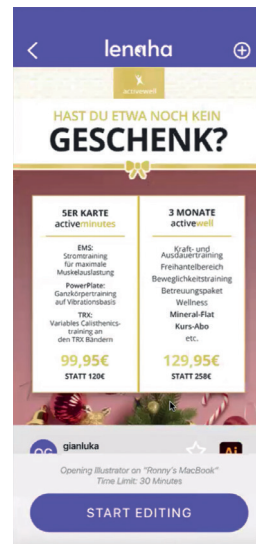 lenaha
activewell
HAST DU ETWA NOCH KEIN
GESCHENK?
5ER KARTE
activeminutes
EMS:
Stromtraining
für maximale
Muskelauslastung
PowerPlate:
Ganzkörpertraining
auf Vibrationsbasis
TRX:
Variables Calisthenics-
training an
den TRX Bändern
99,95€
STATT 120€
3 MONATE
activewell
Kraft- und
Ausdauertraining
Freihantelbereich
Beweglichkeitstraining
Betreuungspaket
Wellness
Mineral-Flat
Kurs-Abo
etc.
129,95€
STATT 258€
gianluka
Ai
Opening Illustrator on "Ronny's MacBook"
Time Limit: 30 Minutes
START EDITING